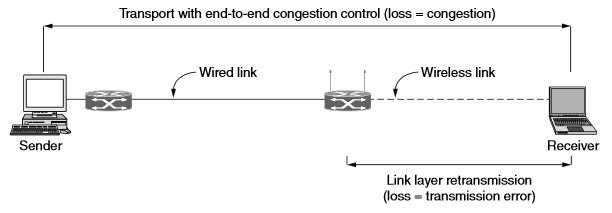 Transport with end-to-end congestion control (loss = congestion)
Wired link
Wireless link
Sender
Receiver
Link layer retransmission
(loss = transmission error)